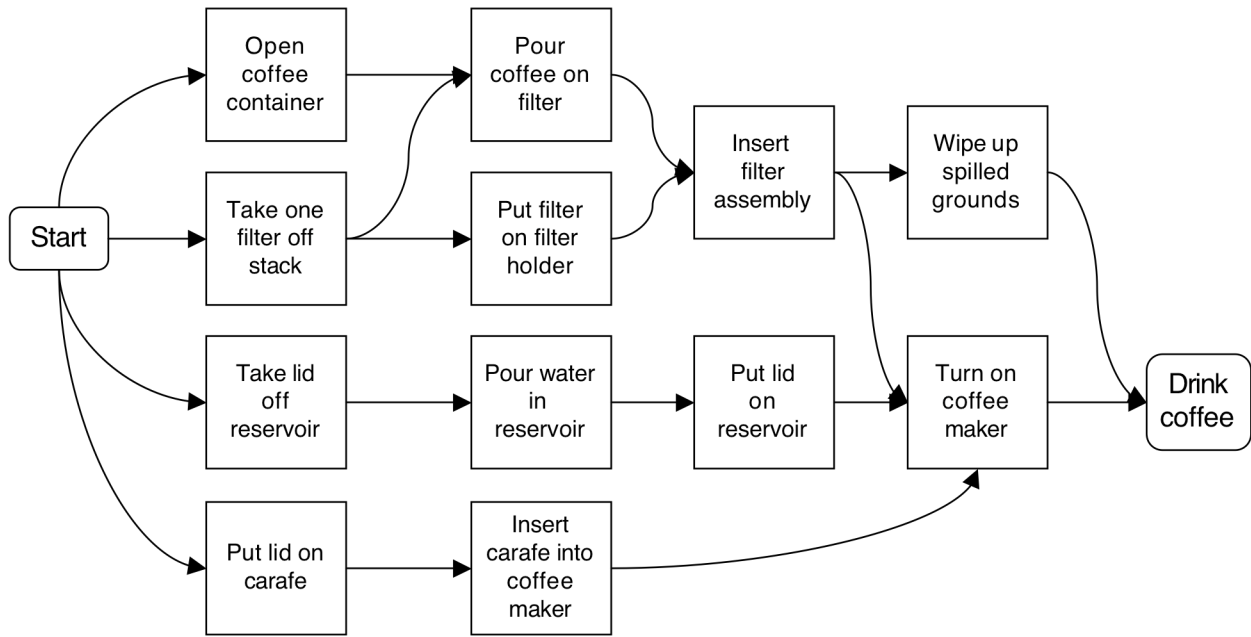 Start
Open
coffee
container
Pour
coffee on
filter
Take one
filter off
stack
Put filter
on filter
holder
Insert
filter
assembly
Wipe up
spilled
grounds
Take lid
off
reservoir
Pour water
in
reservoir
Put lid
on
reservoir
Turn on
coffee
maker
Drink
coffee
Put lid on
carafe
Insert
carafe into
coffee
maker